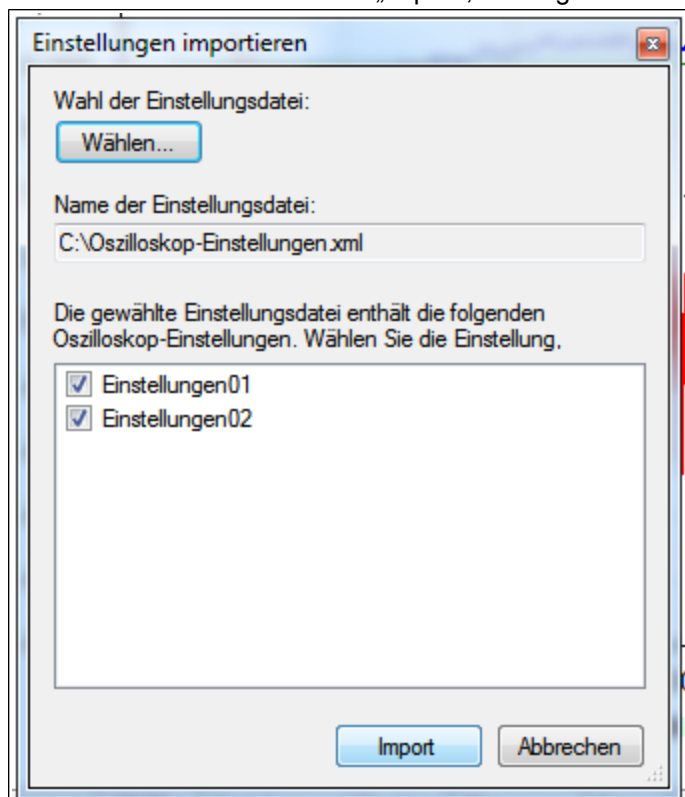 Einstellungen importieren
Wahl der Einstellungsdatei:
Wählen...
Name der Einstellungsdatei:
C:\Oszilloskop-Einstellungen.xml
Die gewählte Einstellungsdatei enthält die folgenden
Oszilloskop-Einstellungen. Wählen Sie die Einstellung,
Einstellungen01
Einstellungen02
Import
Abbrechen